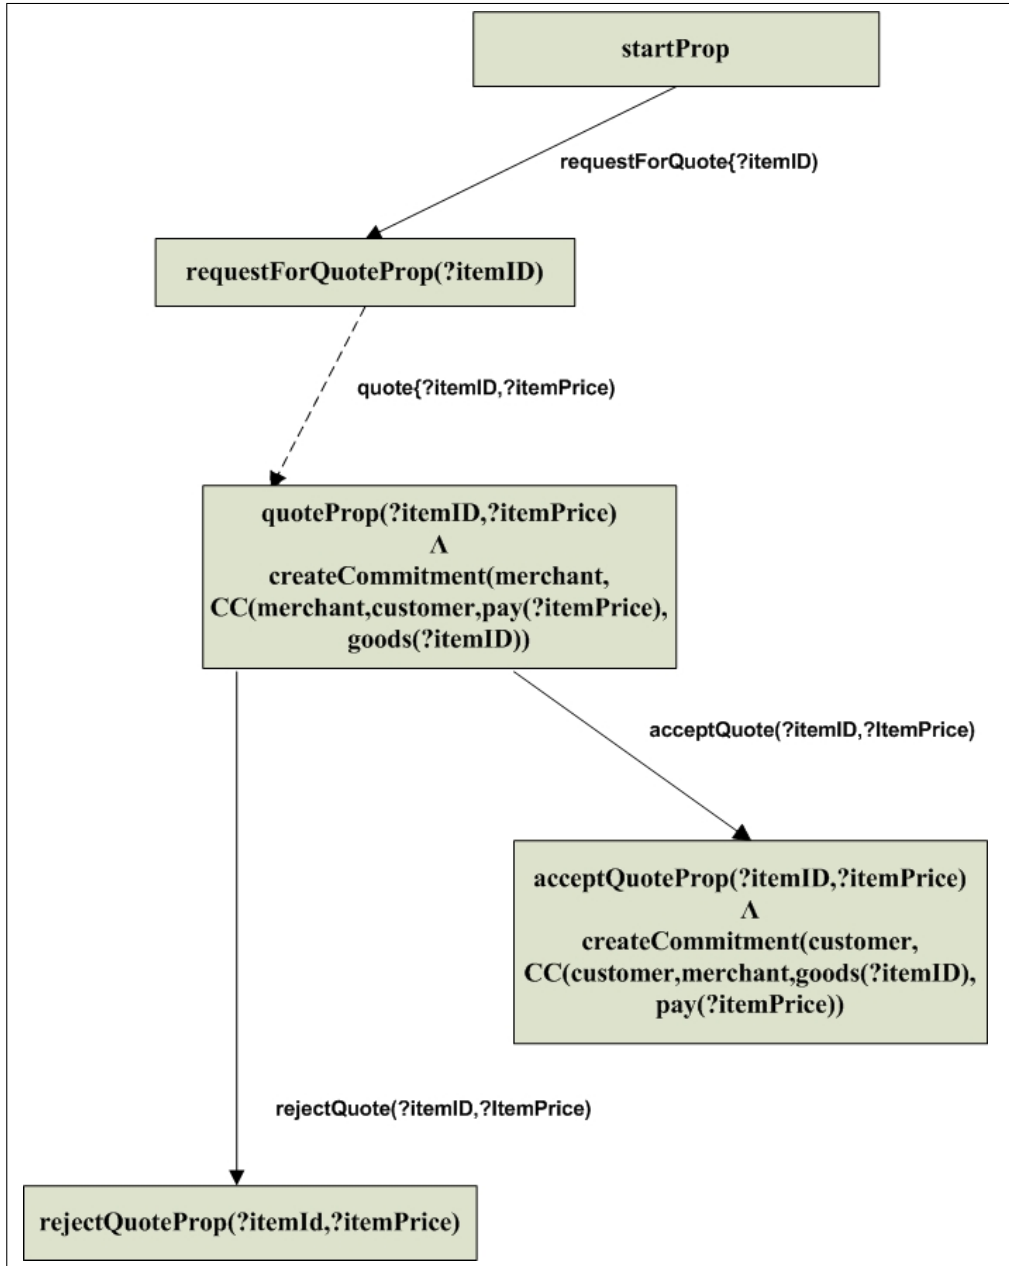 startProp
requestForQuote{?itemID)
requestForQuoteProp(?itemID)
quote{?itemID,?itemPrice)
quoteProp(?itemID,?itemPrice)
Λ
createCommitment(merchant,
CC(merchant,customer,pay(?itemPrice),
goods(?itemID))
acceptQuote(?itemID,?ItemPrice)
acceptQuoteProp(?itemID,?itemPrice)
Λ
createCommitment(customer,
CC(customer,merchant,goods(?itemID),
pay(?itemPrice))
rejectQuote(?itemID,?ItemPrice)
rejectQuoteProp(?itemId,?itemPrice)